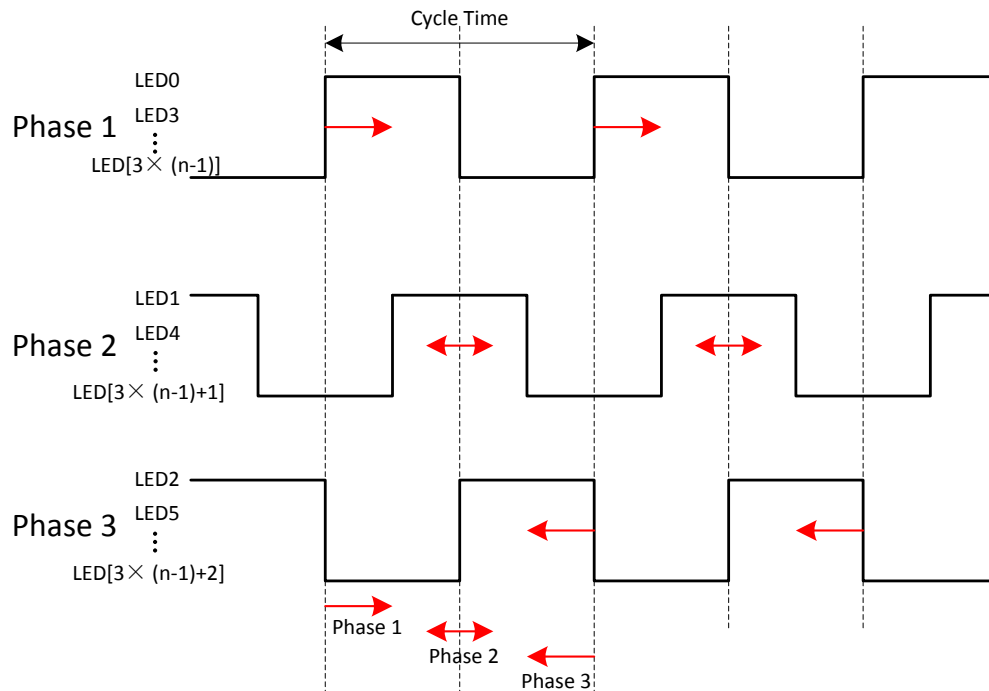 Cycle Time
LED0
LED3
Phase 1
LED[3× (n-1)]
LED1
LED4
Phase 2
LED[3× (n-1)+1]
LED2
LED5
Phase 3
LED[3× (n-1)+2]
Phase 1
Phase 2
Phase 3